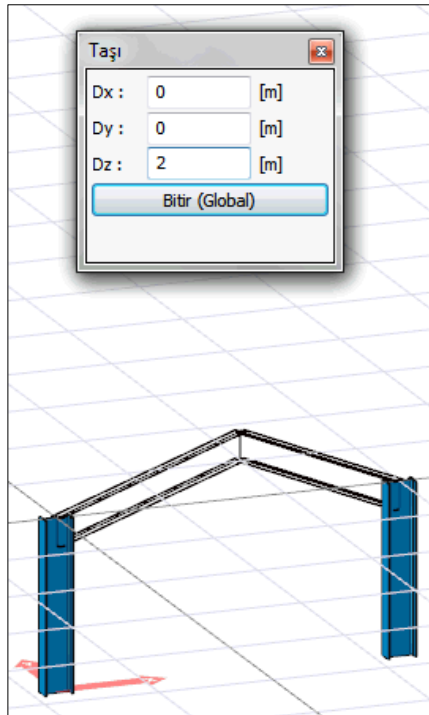 Taşı
Dx : 0 [m]
Dy : 0 [m]
Dz : 2 [m]
Bitir (Global)